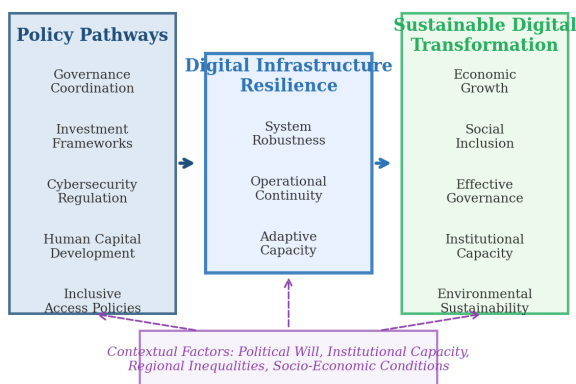 Policy Pathways
Governance
Coordination
Investment
Frameworks
Cybersecurity
Regulation
Human Capital
Development
Inclusive
Access Policies
Digital Infrastructure
Resilience
System
Robustness
Operational
Continuity
Adaptive
Capacity
Sustainable Digital
Transformation
Economic
Growth
Social
Inclusion
Effective
Governance
Institutional
Capacity
Environmental
Sustainability
Contextual Factors: Political Will, Institutional Capacity,
Regional Inequalities, Socio-Economic Conditions